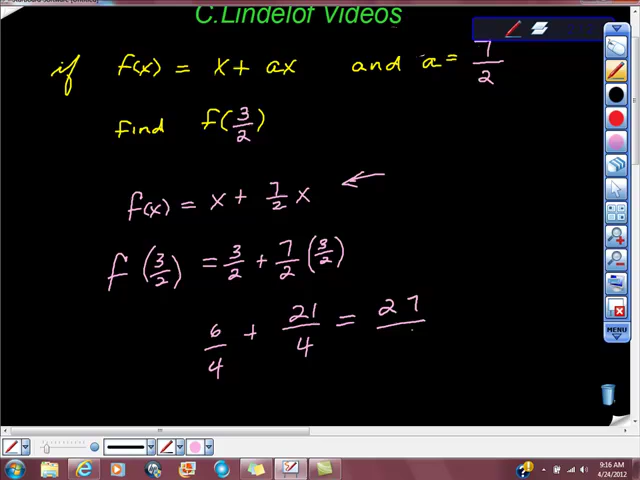 C.Lindelof Videos
if f(x) = x + ax and a = 7/2
find f(3/2)
f(x) = x + 7/2 x
f(3/2) = 3/2 + 7/2 (3/2)
6/4 + 21/4 = 27/
9:16 AM
4/24/2012